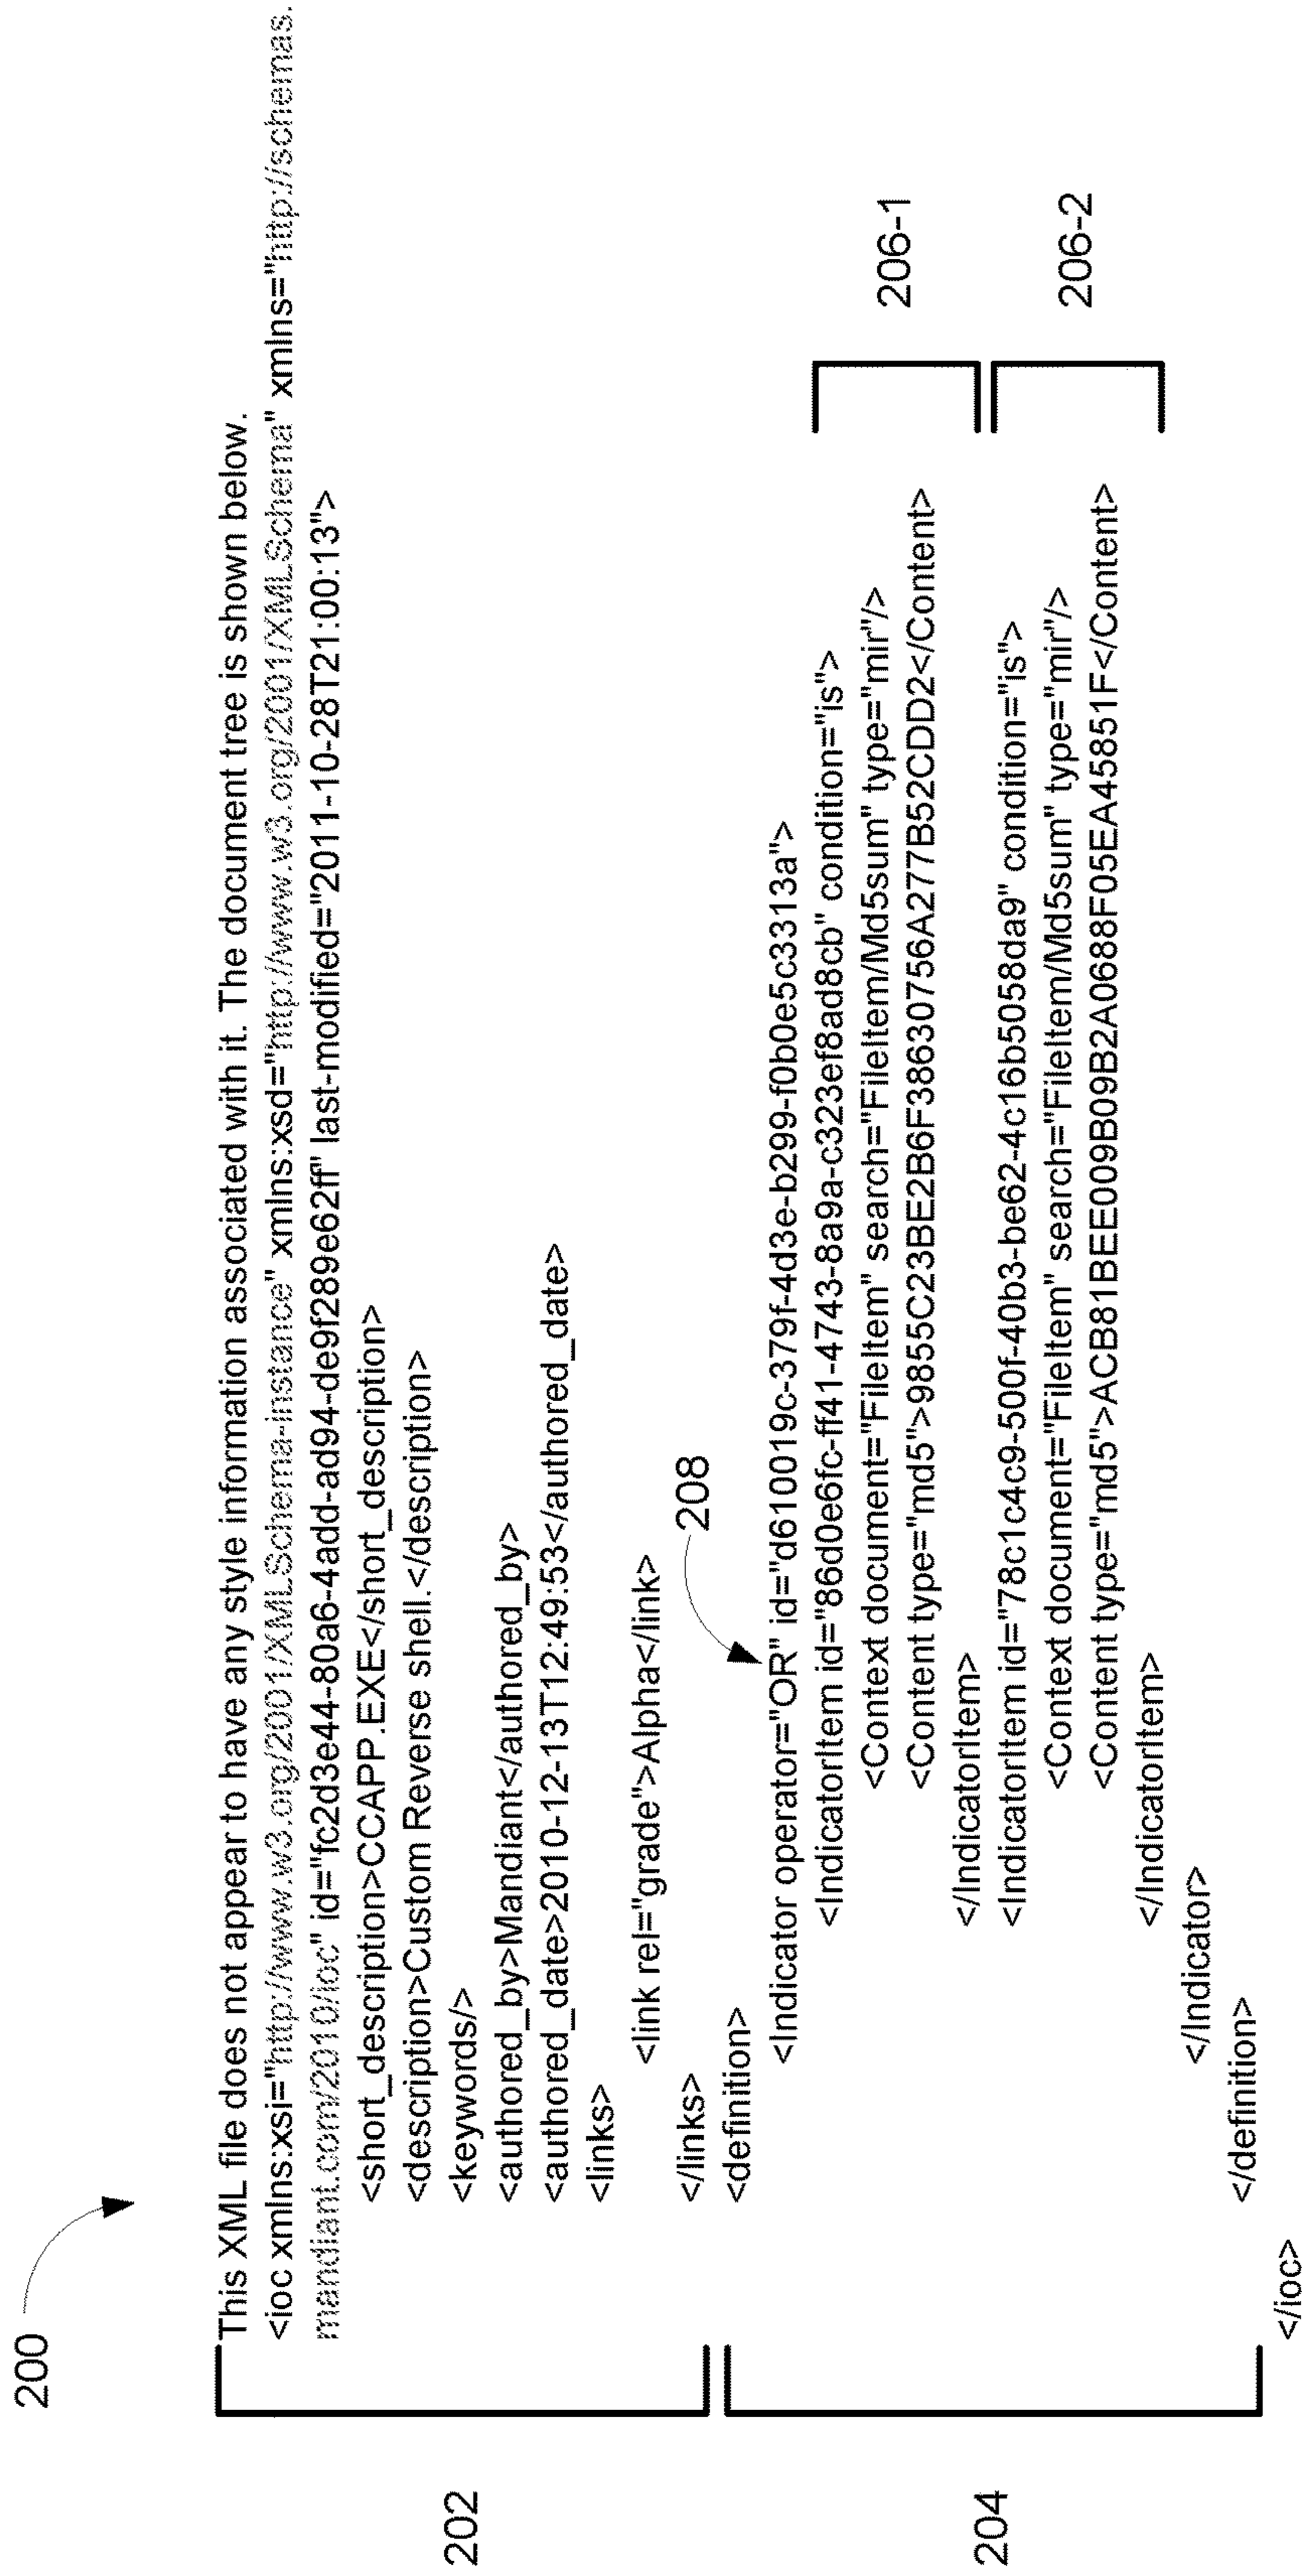 200
This XML file does not appear to have any style information associated with it. The document tree is shown below.
<ioc xmlns:xsi="http://www.w3.org/2001/XMLSchema-instance" xmlns:xsd="http://www.w3.org/2001/XMLSchema" xmlns="http://schemas.
mandiant.com/2010/ioc" id="fc2d3e44-80a6-4add-ad94-de9f289e62ff" last-modified="2011-10-28T21:00:13">
<short_description>CCAPP.EXE</short_description>
<description>Custom Reverse shell.</description>
<keywords/>
202
<authored_by>Mandiant</authored_by>
<authored_date>2010-12-13T12:49:53</authored_date>
<links>
<link rel="grade">Alpha</link>
</links>
208
<definition>
<Indicator operator="OR" id="d610019c-379f-4d3e-b299-f0b0e5c3313a">
<IndicatorItem id="86d0e6fc-ff41-4743-8a9a-c323ef8ad8cb" condition="is">
<Context document="FileItem" search="FileItem/Md5sum" type="mir"/>
206-1
<Content type="md5">9855C23BE2B6F38630756A277B52CDD2</Content>
</IndicatorItem>
204
<IndicatorItem id="78c1c4c9-500f-40b3-be62-4c16b5058da9" condition="is">
<Context document="FileItem" search="FileItem/Md5sum" type="mir"/>
206-2
<Content type="md5">ACB81BEE009B09B2A0688F05EA45851F</Content>
</IndicatorItem>
</Indicator>
</definition>
</ioc>